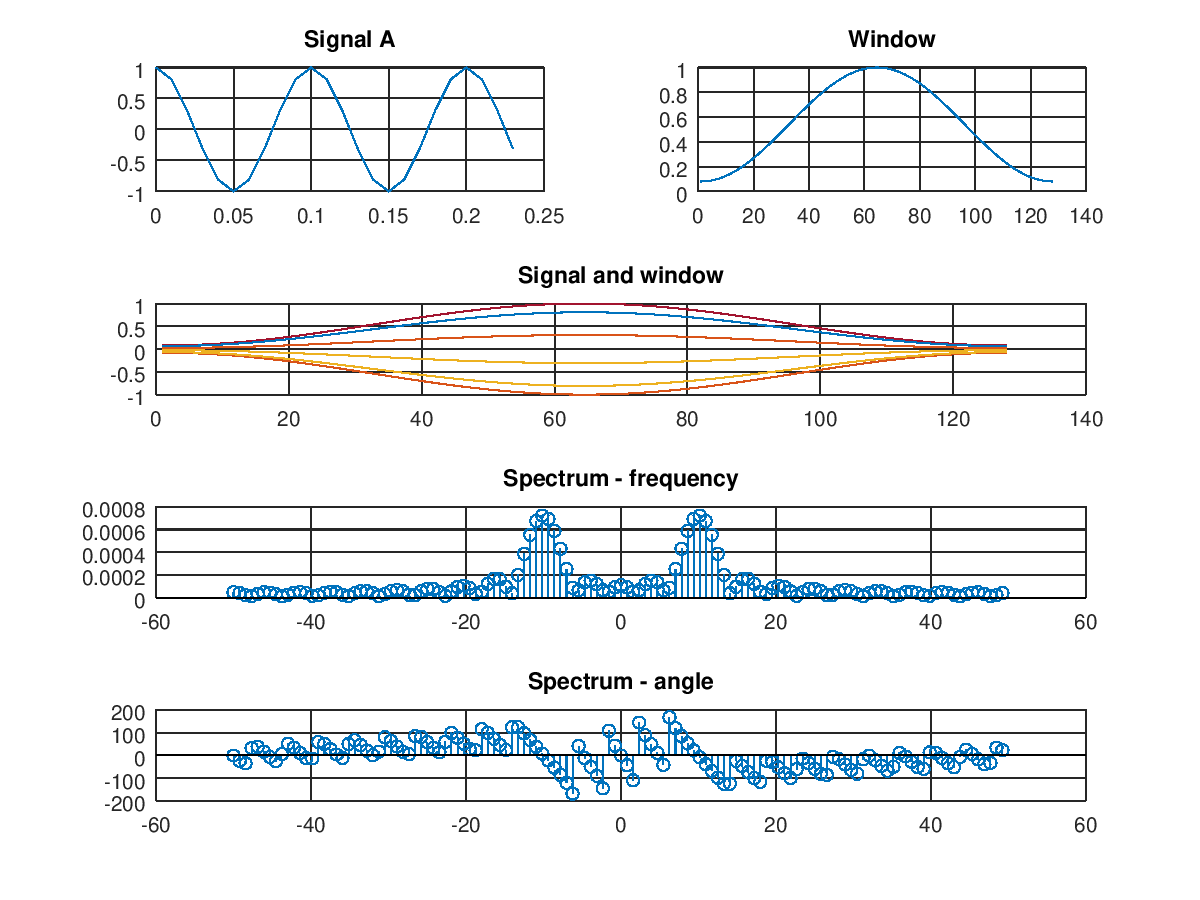 Signal A
1
0.5
0
-0.5
-1
0 0.05 0.1 0.15 0.2 0.25
Window
1
0.8
0.6
0.4
0.2
0
0 20 40 60 80 100 120 140
Signal and window
1
0.5
0
-0.5
-1
0 20 40 60 80 100 120 140
Spectrum - frequency
0.0008
0.0006
0.0004
0.0002
0
-60 -40 -20 0 20 40 60
Spectrum - angle
200
100
0
-100
-200
-60 -40 -20 0 20 40 60